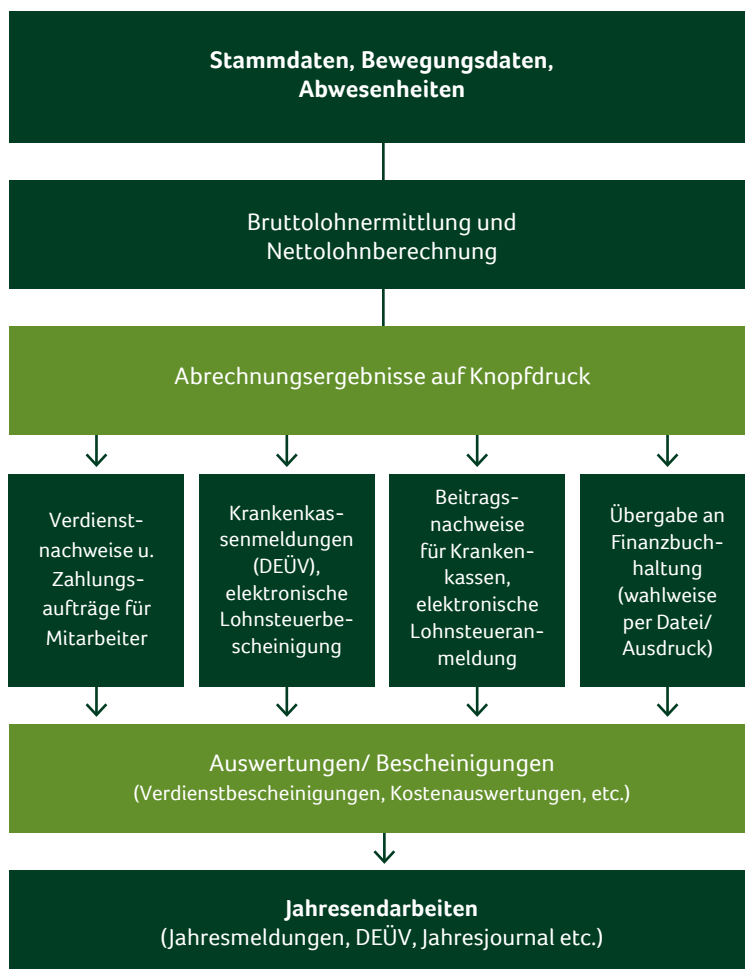 Stammdaten, Bewegungsdaten,
Abwesenheiten
Bruttolohnermittlung und
Nettolohnberechnung
Abrechnungsergebnisse auf Knopfdruck
Verdienst-
nachweise u.
Zahlungs-
aufträge für
Mitarbeiter
Krankenkas-
senmeldungen
(DEÜV),
elektronische
Lohnsteuerbe-
scheinigung
Beitrags-
nachweise
für Kranken-
kassen,
elektronische
Lohnsteueran-
meldung
Übergabe an
Finanzbuch-
haltung
(wahlweise
per Datei/
Ausdruck)
Auswertungen/ Bescheinigungen
(Verdienstbescheinigungen, Kostenauswertungen, etc.)
Jahresendarbeiten
(Jahresmeldungen, DEÜV, Jahresjournal etc.)